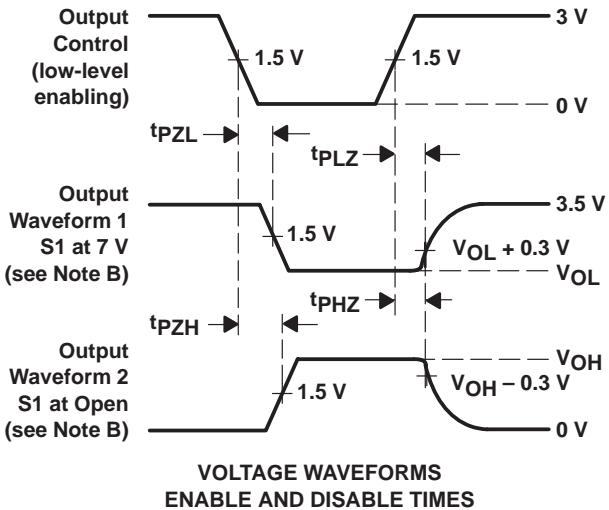 Output
Control
(low-level
enabling)
1.5 V
1.5 V
3 V
0 V
tPZL
tPLZ
Output
Waveform 1
S1 at 7 V
(see Note B)
1.5 V
3.5 V
VOL + 0.3 V
VOL
tPZH
tPHZ
Output
Waveform 2
S1 at Open
(see Note B)
1.5 V
VOH
VOH – 0.3 V
0 V
VOLTAGE WAVEFORMS
ENABLE AND DISABLE TIMES